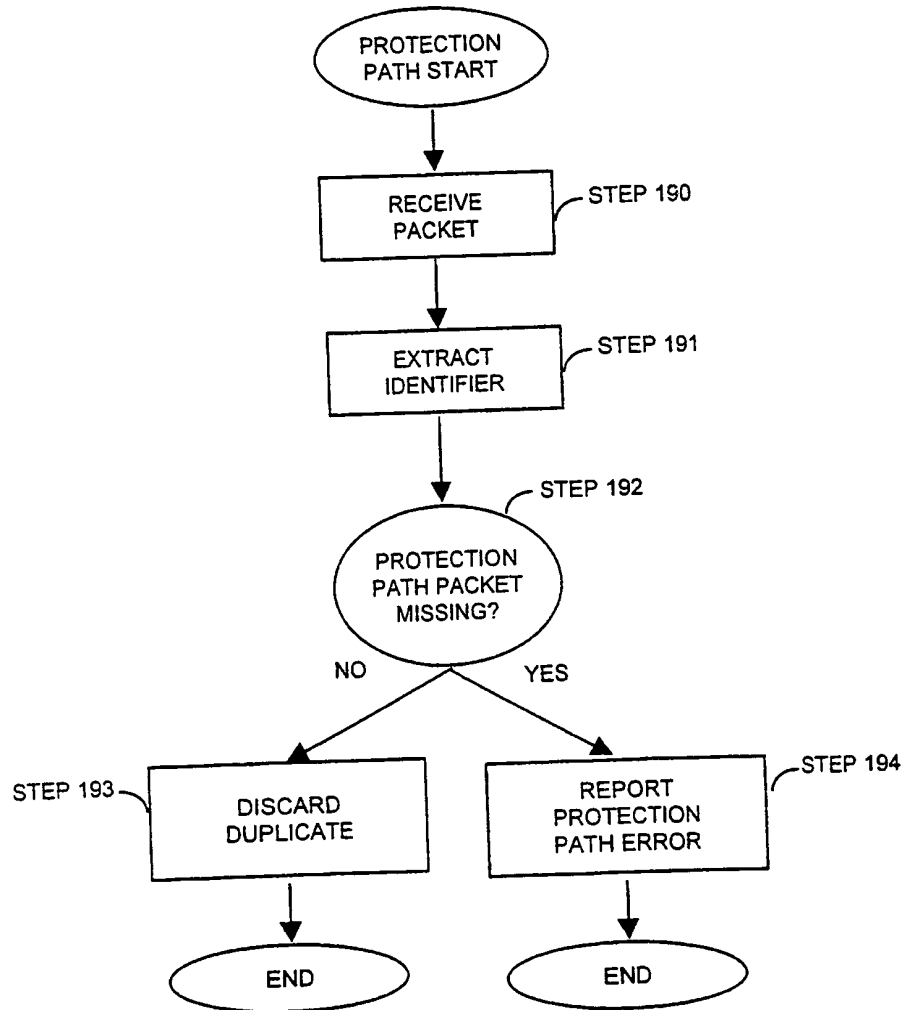 PROTECTION
PATH START
RECEIVE
PACKET
STEP 190
EXTRACT
IDENTIFIER
STEP 191
STEP 192
PROTECTION
PATH PACKET
MISSING?
NO
YES
STEP 193
DISCARD
DUPLICATE
REPORT
PROTECTION
PATH ERROR
STEP 194
END
END